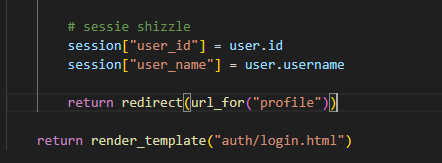 # sessie shizzle
session["user_id"] = user.id
session["user_name"] = user.username
return redirect(url_for("profile"))
return render_template("auth/login.html")